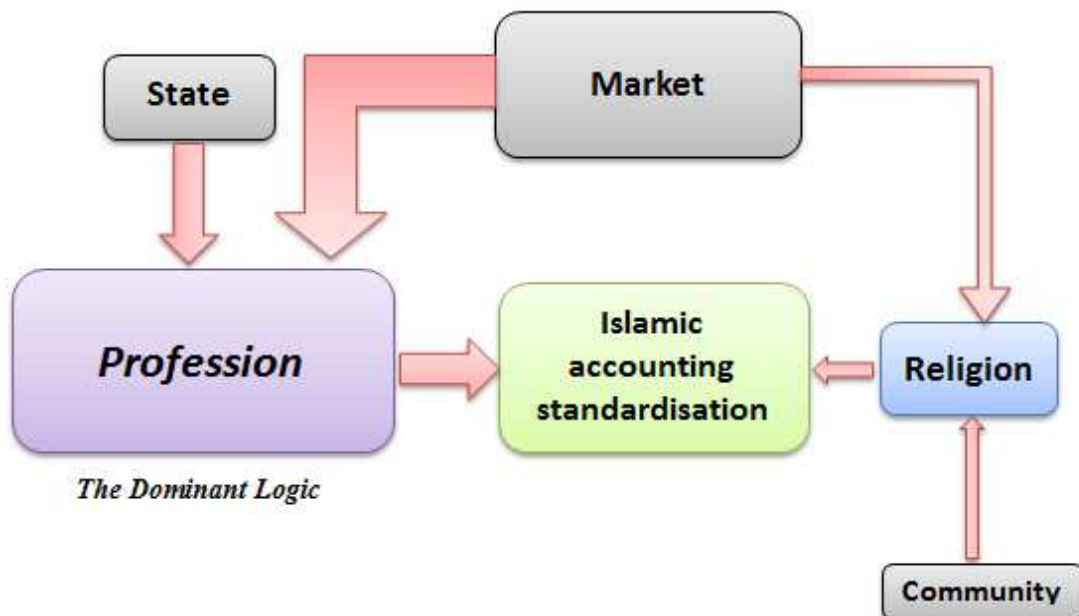 Market
State
Profession
Islamic
accounting
standardisation
Religion
The Dominant Logic
Community